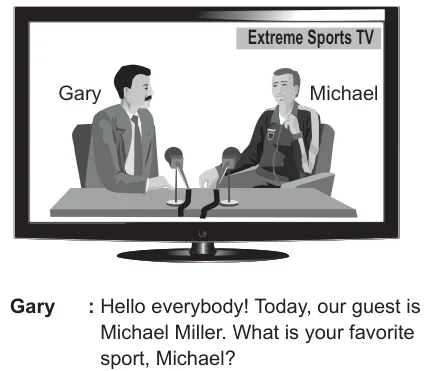 Extreme Sports TV
Gary
Michael
Gary : Hello everybody! Today, our guest is
Michael Miller. What is your favorite
sport, Michael?